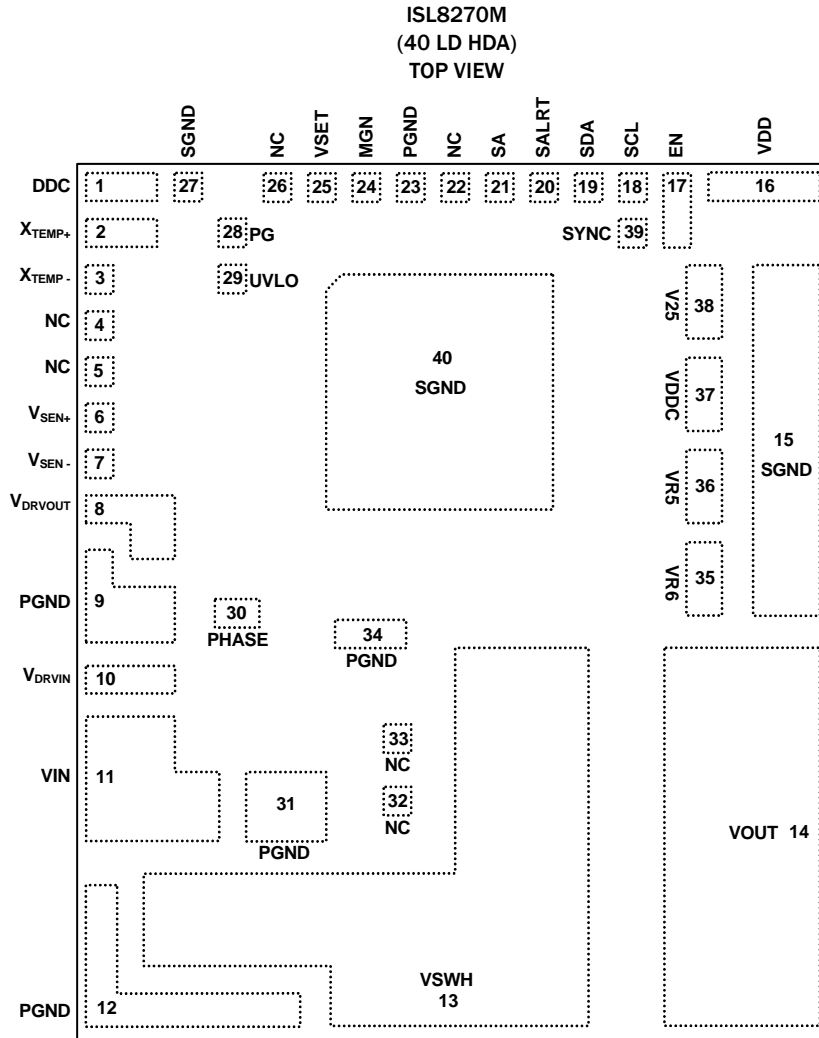 ISL8270M
(40 LD HDA)
TOP VIEW
SGND
NC
VSET
MGN
PGND
NC
SA
SALRT
SDA
SCL
EN
VDD
DDC 1 27 26 25 24 23 22 21 20 19 18 17 16
XTEMP+ 2 28 PG SYNC 39
XTEMP - 3 29 UVLO
V25 38
NC 4
40
SGND
NC 5
VDDC 37
VSEN+ 6
15
SGND
VSEN - 7
VR5 36
VDRVOUT 8
VR6 35
PGND 9
30
PHASE
34
PGND
VDRVIN 10
33
NC
VIN 11
31
PGND
32
NC
VOUT 14
VSWH
13
PGND 12